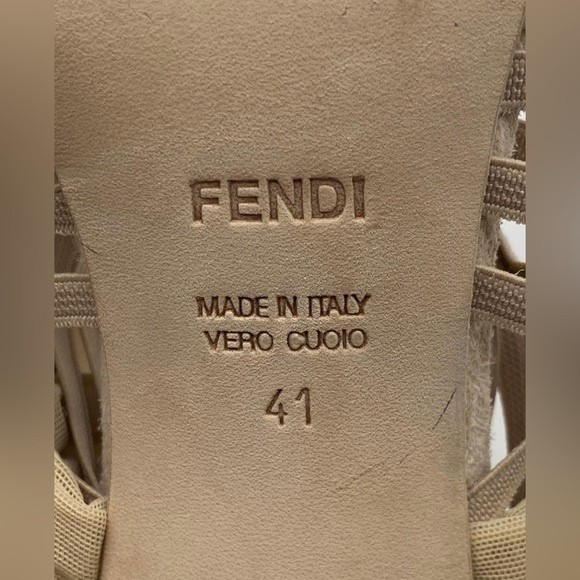 FENDI
MADE IN ITALY
VERO CUOIO
41